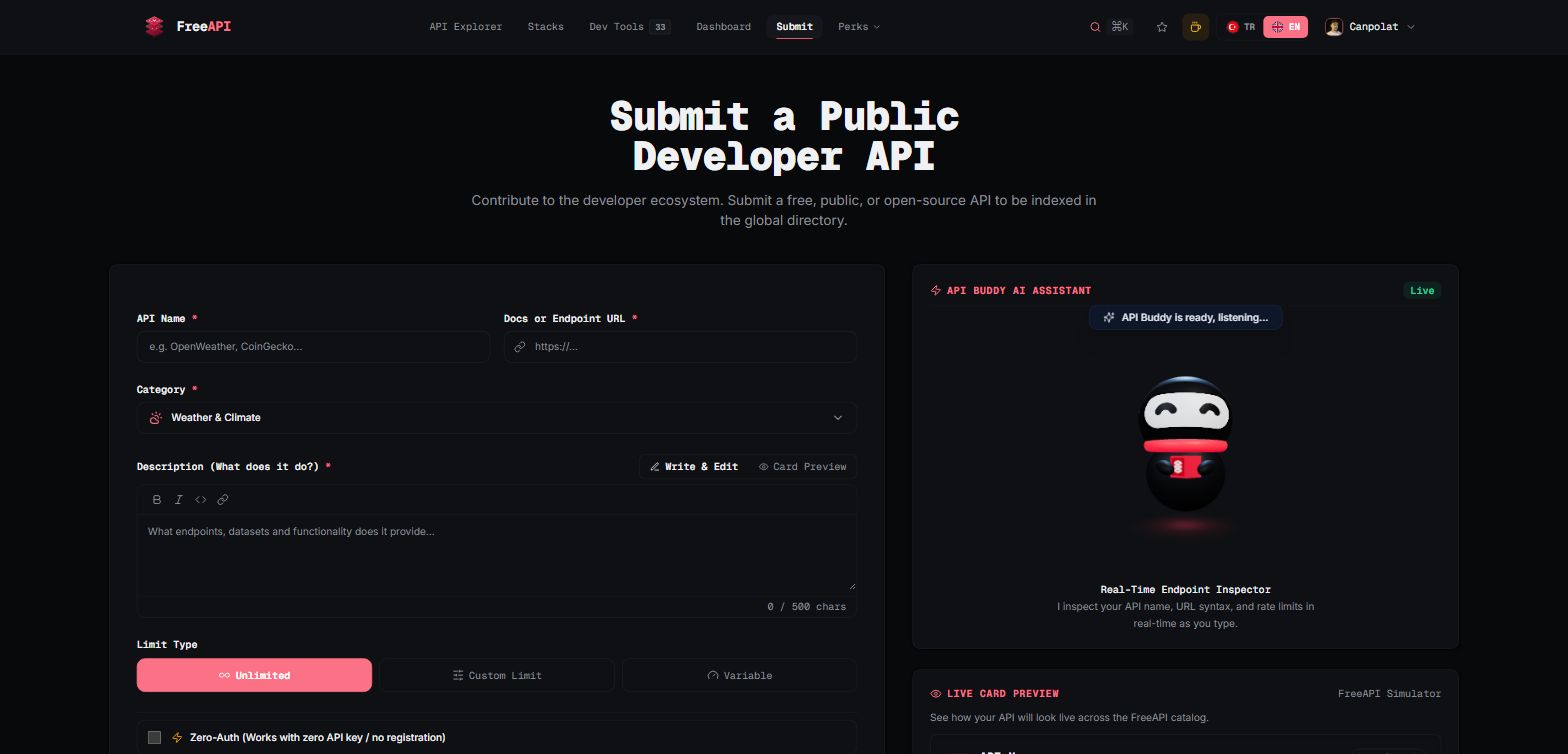 FreeAPI
API Explorer
Stacks
Dev Tools 33
Dashboard
Submit
Perks
⌘K
TR
EN
Canpolat
Submit a Public
Developer API
Contribute to the developer ecosystem. Submit a free, public, or open-source API to be indexed in
the global directory.
API Name *
e.g. OpenWeather, CoinGecko...
Docs or Endpoint URL *
https://...
Category *
Weather & Climate
Description (What does it do?) *
Write & Edit
Card Preview
B I <>
What endpoints, datasets and functionality does it provide...
0 / 500 chars
Limit Type
Unlimited
Custom Limit
Variable
Zero-Auth (Works with zero API key / no registration)
API BUDDY AI ASSISTANT
Live
API Buddy is ready, listening...
Real-Time Endpoint Inspector
I inspect your API name, URL syntax, and rate limits in
real-time as you type.
LIVE CARD PREVIEW
FreeAPI Simulator
See how your API will look live across the FreeAPI catalog.